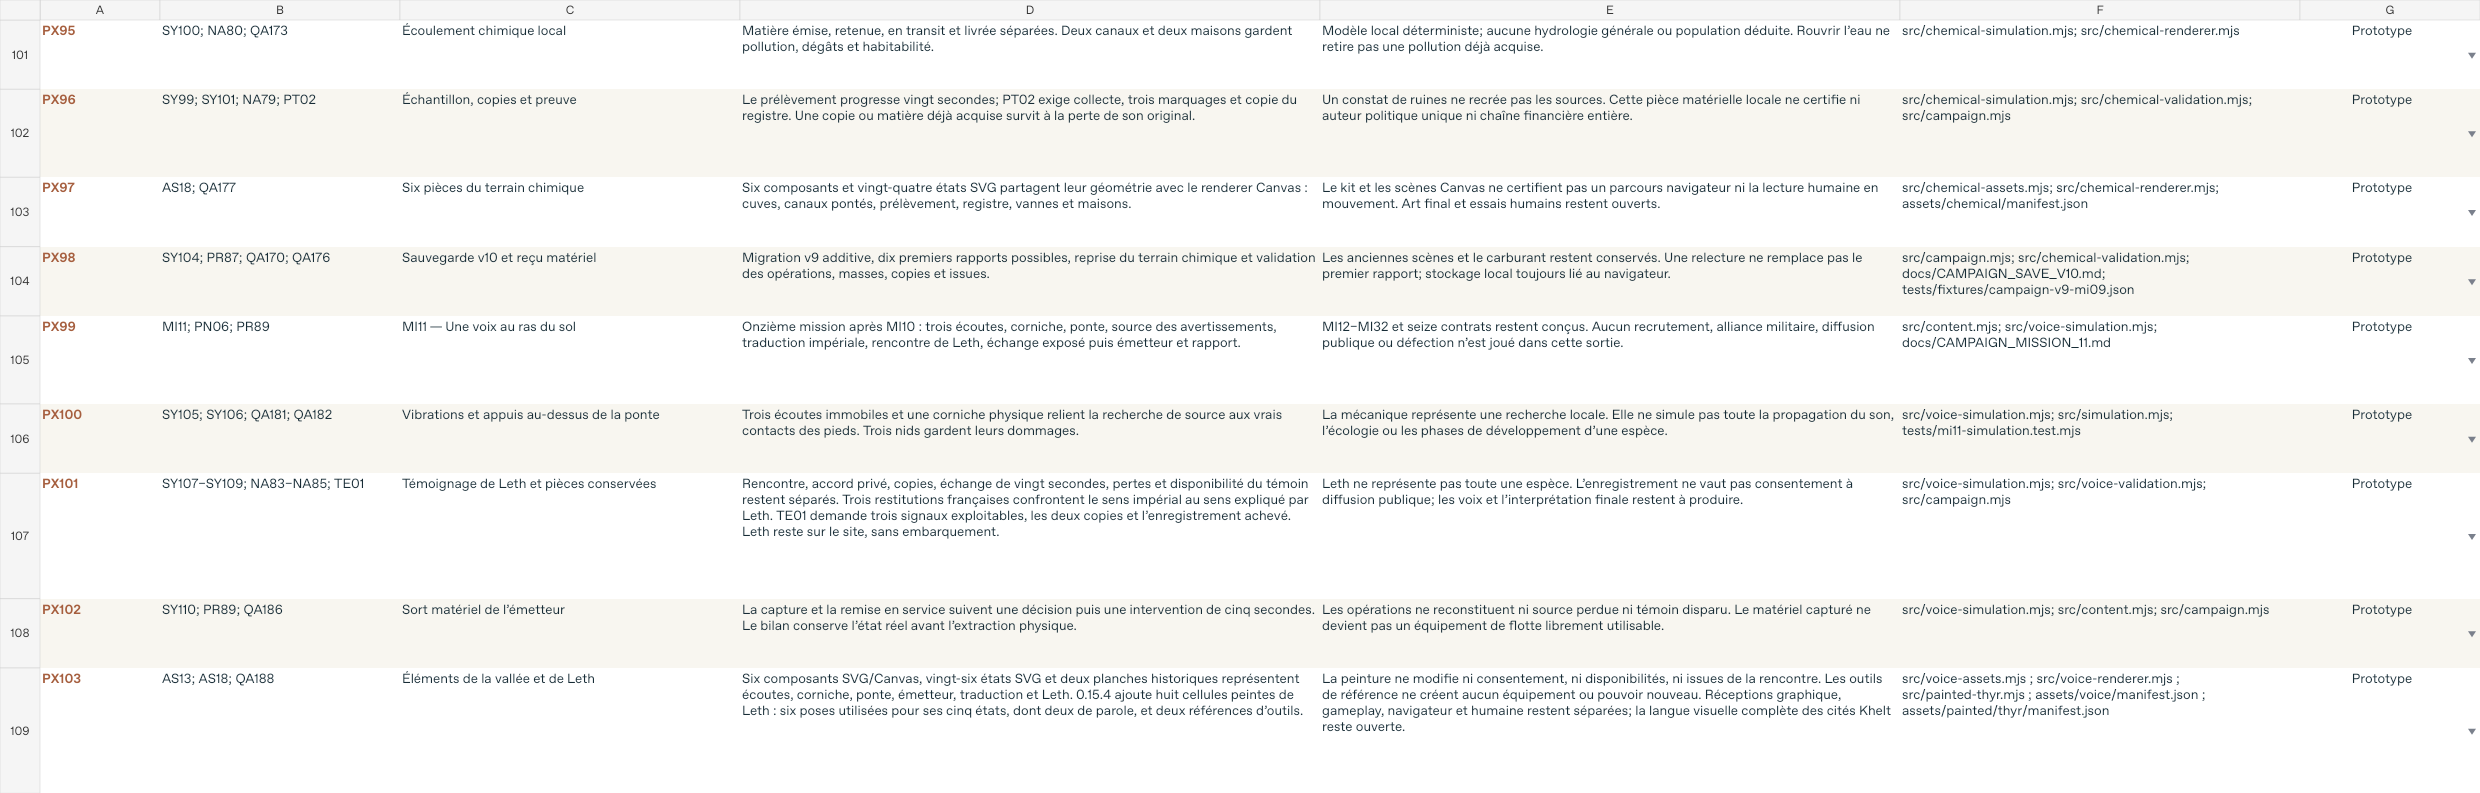 A B C D E F G
101 PX95 SY100; NA80; QA173 Écoulement chimique local Matière émise, retenue, en transit et livrée séparées. Deux canaux et deux maisons gardent Modèle local déterministe; aucune hydrologie générale ou population déduite. Rouvrir l’eau ne src/chemical-simulation.mjs; src/chemical-renderer.mjs Prototype
pollution, dégâts et habitabilité. retire pas une pollution déjà acquise.
102 PX96 SY99; SY101; NA79; PT02 Échantillon, copies et preuve Le prélèvement progresse vingt secondes; PT02 exige collecte, trois marquages et copie du Un constat de ruines ne recrée pas les sources. Cette pièce matérielle locale ne certifie ni src/chemical-simulation.mjs; src/chemical-validation.mjs; Prototype
registre. Une copie ou matière déjà acquise survit à la perte de son original. auteur politique unique ni chaîne financière entière. src/campaign.mjs
103 PX97 AS18; QA177 Six pièces du terrain chimique Six composants et vingt-quatre états SVG partagent leur géométrie avec le renderer Canvas : Le kit et les scènes Canvas ne certifient pas un parcours navigateur ni la lecture humaine en src/chemical-assets.mjs; src/chemical-renderer.mjs; Prototype
cuves, canaux pontés, prélèvement, registre, vannes et maisons. mouvement. Art final et essais humains restent ouverts. assets/chemical/manifest.json
104 PX98 SY104; PR87; QA170; QA176 Sauvegarde v10 et reçu matériel Migration v9 additive, dix premiers rapports possibles, reprise du terrain chimique et validation Les anciennes scènes et le carburant restent conservés. Une relecture ne remplace pas le src/campaign.mjs; src/chemical-validation.mjs; Prototype
des opérations, masses, copies et issues. premier rapport; stockage local toujours lié au navigateur. docs/CAMPAIGN_SAVE_V10.md;
tests/fixtures/campaign-v9-mi09.json
105 PX99 MI11; PN06; PR89 MI11 — Une voix au ras du sol Onzième mission après MI10 : trois écoutes, corniche, ponte, source des avertissements, MI12–MI32 et seize contrats restent conçus. Aucun recrutement, alliance militaire, diffusion src/content.mjs; src/voice-simulation.mjs; Prototype
traduction impériale, rencontre de Leth, échange exposé puis émetteur et rapport. publique ou défection n’est joué dans cette sortie. docs/CAMPAIGN_MISSION_11.md
106 PX100 SY105; SY106; QA181; QA182 Vibrations et appuis au-dessus de la ponte Trois écoutes immobiles et une corniche physique relient la recherche de source aux vrais La mécanique représente une recherche locale. Elle ne simule pas toute la propagation du son, src/voice-simulation.mjs; src/simulation.mjs; Prototype
contacts des pieds. Trois nids gardent leurs dommages. l’écologie ou les phases de développement d’une espèce. tests/mi11-simulation.test.mjs
107 PX101 SY107–SY109; NA83–NA85; TE01 Témoignage de Leth et pièces conservées Rencontre, accord privé, copies, échange de vingt secondes, pertes et disponibilité du témoin Leth ne représente pas toute une espèce. L’enregistrement ne vaut pas consentement à src/voice-simulation.mjs; src/voice-validation.mjs; Prototype
restent séparés. Trois restitutions françaises confrontent le sens impérial au sens expliqué par diffusion publique; les voix et l’interprétation finale restent à produire. src/campaign.mjs
Leth. TE01 demande trois signaux exploitables, les deux copies et l’enregistrement achevé.
Leth reste sur le site, sans embarquement.
108 PX102 SY110; PR89; QA186 Sort matériel de l’émetteur La capture et la remise en service suivent une décision puis une intervention de cinq secondes. Les opérations ne reconstituent ni source perdue ni témoin disparu. Le matériel capturé ne src/voice-simulation.mjs; src/content.mjs; src/campaign.mjs Prototype
Le bilan conserve l’état réel avant l’extraction physique. devient pas un équipement de flotte librement utilisable.
109 PX103 AS13; AS18; QA188 Éléments de la vallée et de Leth Six composants SVG/Canvas, vingt-six états SVG et deux planches historiques représentent La peinture ne modifie ni consentement, ni disponibilités, ni issues de la rencontre. Les outils src/voice-assets.mjs ; src/voice-renderer.mjs ; Prototype
écoutes, corniche, ponte, émetteur, traduction et Leth. 0.15.4 ajoute huit cellules peintes de de référence ne créent aucun équipement ou pouvoir nouveau. Réceptions graphique, src/painted-thyr.mjs ; assets/voice/manifest.json ;
Leth : six poses utilisées pour ses cinq états, dont deux de parole, et deux références d’outils. gameplay, navigateur et humaine restent séparées; la langue visuelle complète des cités Khelt assets/painted/thyr/manifest.json
reste ouverte.